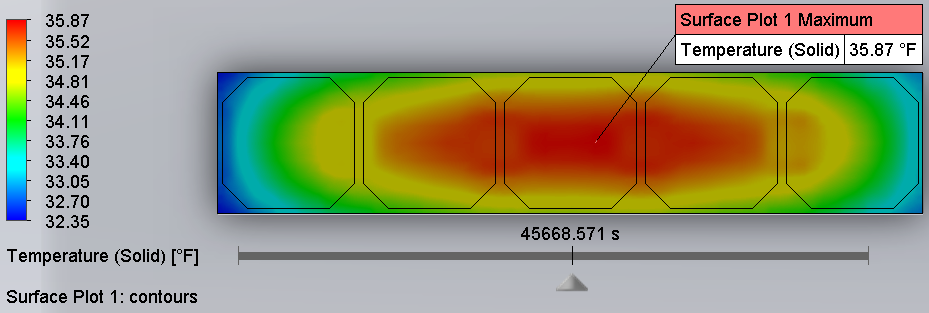 35.87
35.52
35.17
34.81
34.46
34.11
33.76
33.40
33.05
32.70
32.35
Temperature (Solid) [°F]
Surface Plot 1: contours
Surface Plot 1 Maximum
Temperature (Solid) 35.87 °F
45668.571 s